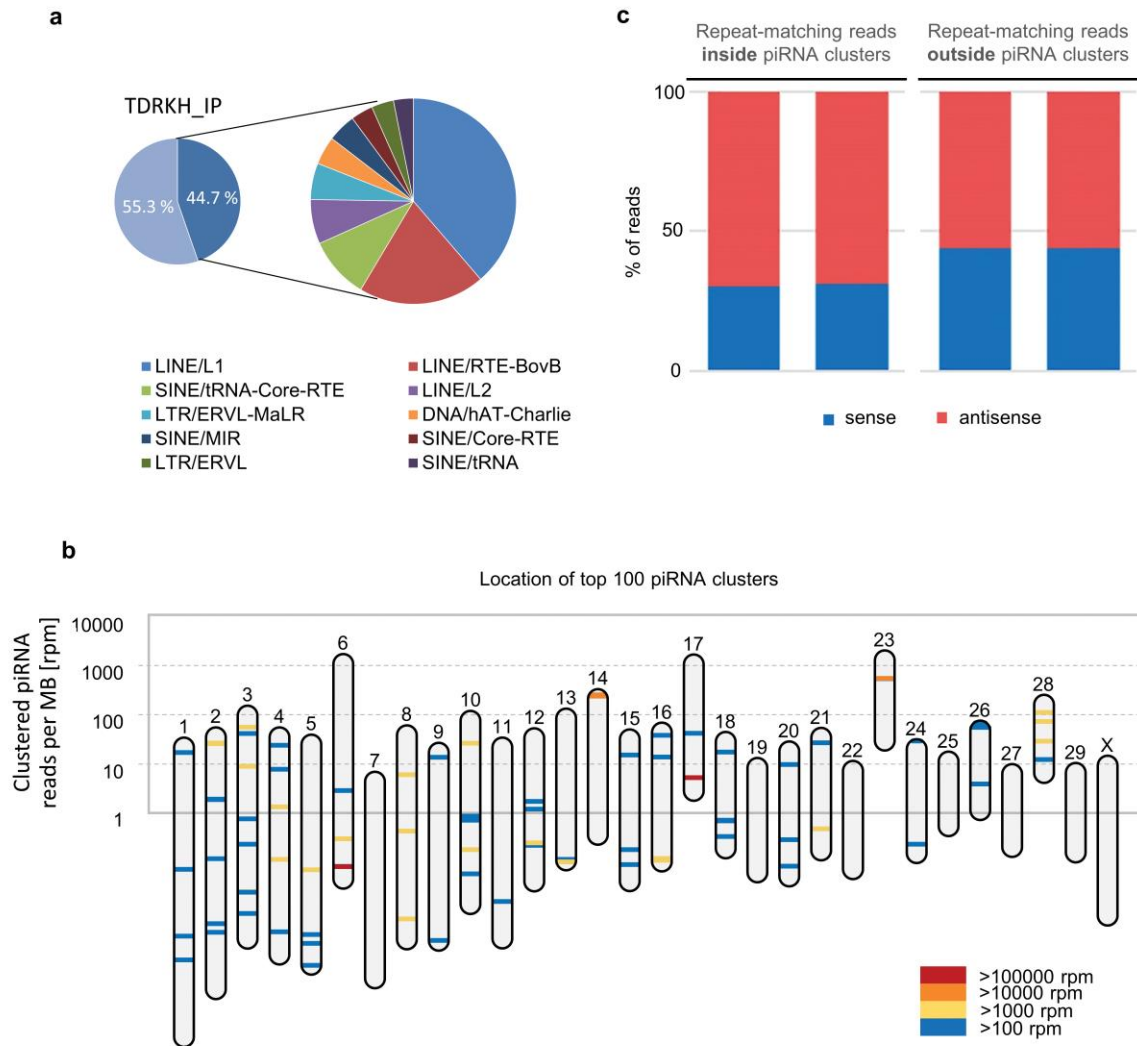 a
TDRKH_IP
55.3 %
44.7 %
LINE/L1
LINE/RTE-BovB
SINE/tRNA-Core-RTE
LINE/L2
LTR/ERVL-MaLR
DNA/hAT-Charlie
SINE/MIR
SINE/Core-RTE
LTR/ERVL
SINE/tRNA
c
Repeat-matching reads
inside piRNA clusters
Repeat-matching reads
outside piRNA clusters
% of reads
100
50
0
sense
antisense
b
Location of top 100 piRNA clusters
Clustered piRNA
reads per MB [rpm]
10000
1000
100
10
1
1
2
3
4
5
6
7
8
9
10
11
12
13
14
15
16
17
18
19
20
21
22
23
24
25
26
27
28
29
X
>100000 rpm
>10000 rpm
>1000 rpm
>100 rpm